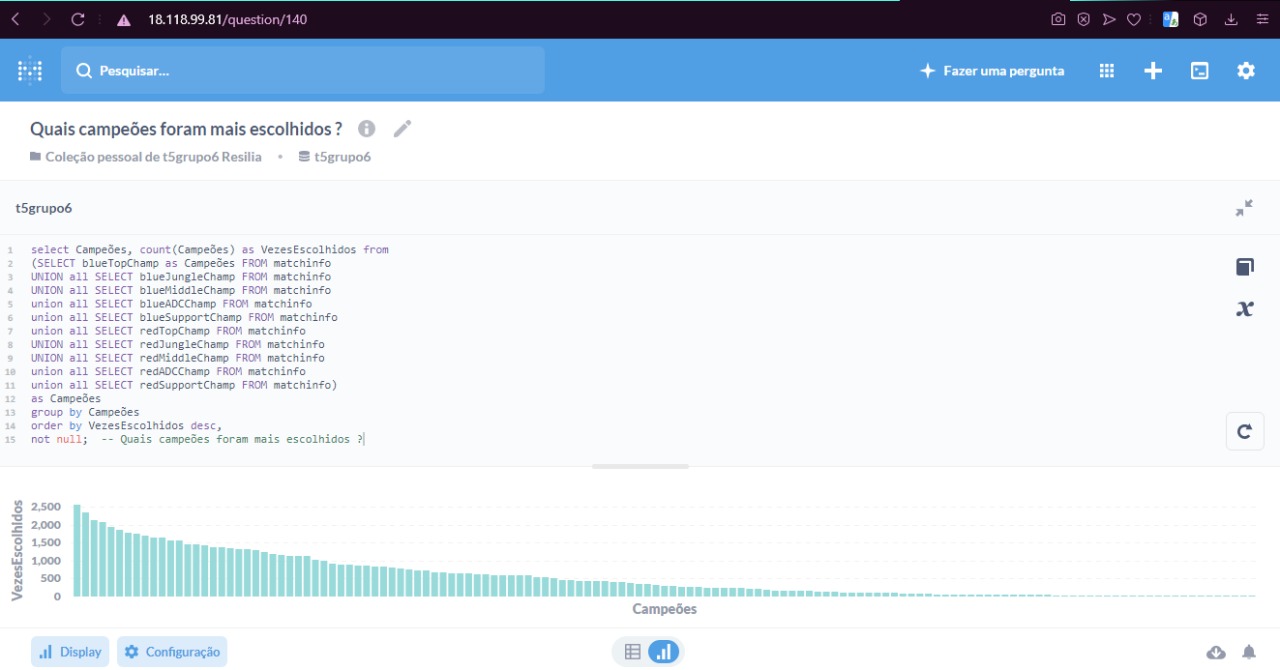 18.118.99.81/question/140
Pesquisar...
Fazer uma pergunta
Quais campeões foram mais escolhidos ?
Coleção pessoal de t5grupo6 Resilia • t5grupo6
t5grupo6
1 select Campeões, count(Campeões) as VezesEscolhidos from
2 (SELECT blueTopChamp as Campeões FROM matchinfo
3 UNION all SELECT blueJungleChamp FROM matchinfo
4 UNION all SELECT blueMiddleChamp FROM matchinfo
5 union all SELECT blueADCChamp FROM matchinfo
6 union all SELECT blueSupportChamp FROM matchinfo
7 union all SELECT redTopChamp FROM matchinfo
8 UNION all SELECT redJungleChamp FROM matchinfo
9 UNION all SELECT redMiddleChamp FROM matchinfo
10 union all SELECT redADCChamp FROM matchinfo
11 union all SELECT redSupportChamp FROM matchinfo)
12 as Campeões
13 group by Campeões
14 order by VezesEscolhidos desc,
15 not null;  -- Quais campeões foram mais escolhidos ?
VezesEscolhidos
2,500
2,000
1,500
1,000
500
0
Campeões
Display
Configuração